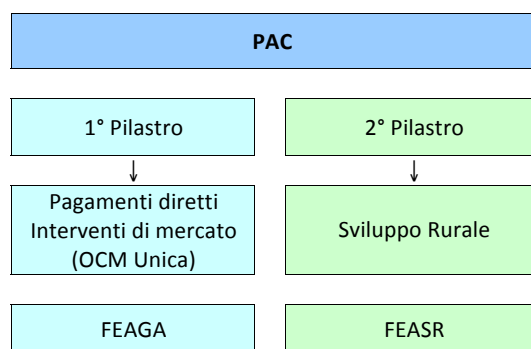 PAC
1° Pilastro
2° Pilastro
Pagamenti diretti
Interventi di mercato
(OCM Unica)
Sviluppo Rurale
FEAGA
FEASR